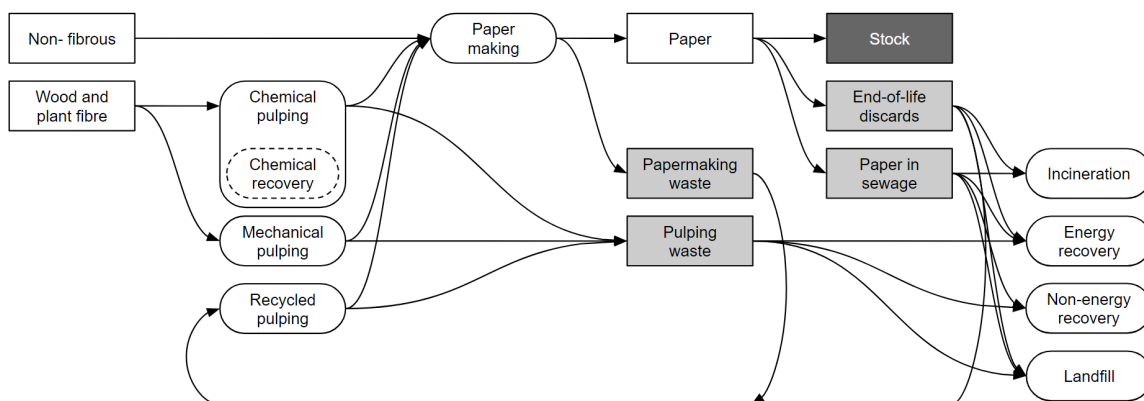 Non- fibrous
Paper
making
Paper
Stock
Wood and
plant fibre
Chemical
pulping
End-of-life
discards
Chemical
recovery
Papermaking
waste
Paper in
sewage
Incineration
Mechanical
pulping
Pulping
waste
Energy
recovery
Recycled
pulping
Non-energy
recovery
Landfill